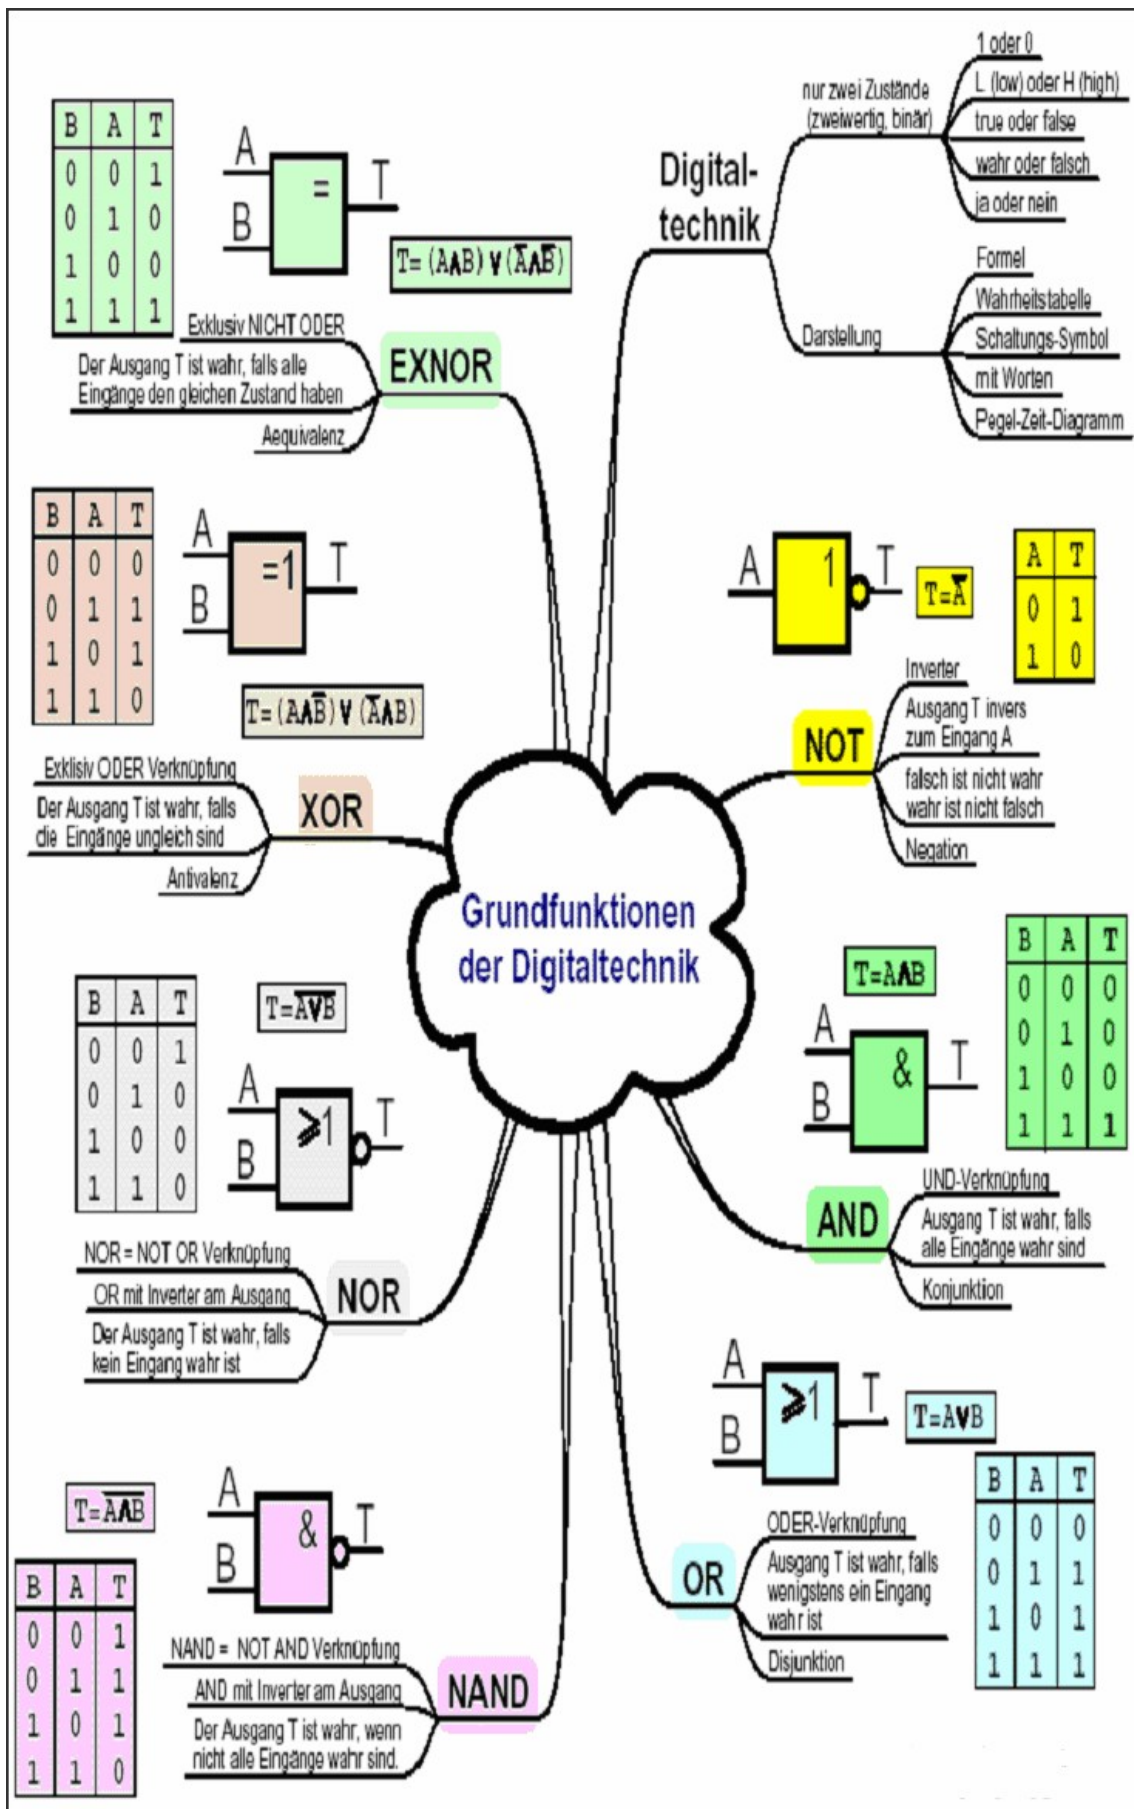 Grundfunktionen
der Digitaltechnik
Digital-
technik
nur zwei Zustände
(zweiwertig, binär)
1 oder 0
L (low) oder H (high)
true oder false
wahr oder falsch
ja oder nein
Darstellung
Formel
Wahrheitstabelle
Schaltungs-Symbol
mit Worten
Pegel-Zeit-Diagramm
A
1
T
T=A̅
A T
0 1
1 0
NOT
Inverter
Ausgang T invers
zum Eingang A
falsch ist nicht wahr
wahr ist nicht falsch
Negation
T=A∧B
A
B
&
T
B A T
0 0 0
0 1 0
1 0 0
1 1 1
AND
UND-Verknüpfung
Ausgang T ist wahr, falls
alle Eingänge wahr sind
Konjunktion
A
B
⩾1
T
T=A∨B
B A T
0 0 0
0 1 1
1 0 1
1 1 1
OR
ODER-Verknüpfung
Ausgang T ist wahr, falls
wenigstens ein Eingang
wahr ist
Disjunktion
T=A̅∧̅B̅
A
B
&
T
B A T
0 0 1
0 1 1
1 0 1
1 1 0
NAND
NAND = NOT AND Verknüpfung
AND mit Inverter am Ausgang
Der Ausgang T ist wahr, wenn
nicht alle Eingänge wahr sind.
B A T
0 0 1
0 1 0
1 0 0
1 1 0
T=A̅∨̅B̅
A
B
⩾1
T
NOR
NOR = NOT OR Verknüpfung
OR mit Inverter am Ausgang
Der Ausgang T ist wahr, falls
kein Eingang wahr ist
B A T
0 0 0
0 1 1
1 0 1
1 1 0
A
B
=1
T
T=(A∧B̅)∨(A̅∧B)
XOR
Exklisiv ODER Verknüpfung
Der Ausgang T ist wahr, falls
die Eingänge ungleich sind
Antivalenz
B A T
0 0 1
0 1 0
1 0 0
1 1 1
A
B
=
T
T=(A∧B)∨(A̅∧B̅)
EXNOR
Exklusiv NICHT ODER
Der Ausgang T ist wahr, falls alle
Eingänge den gleichen Zustand haben
Aequivalenz